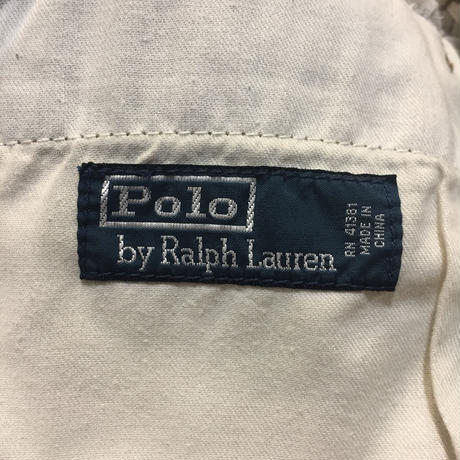 Polo
by Ralph Lauren
RN 41381
MADE IN
CHINA